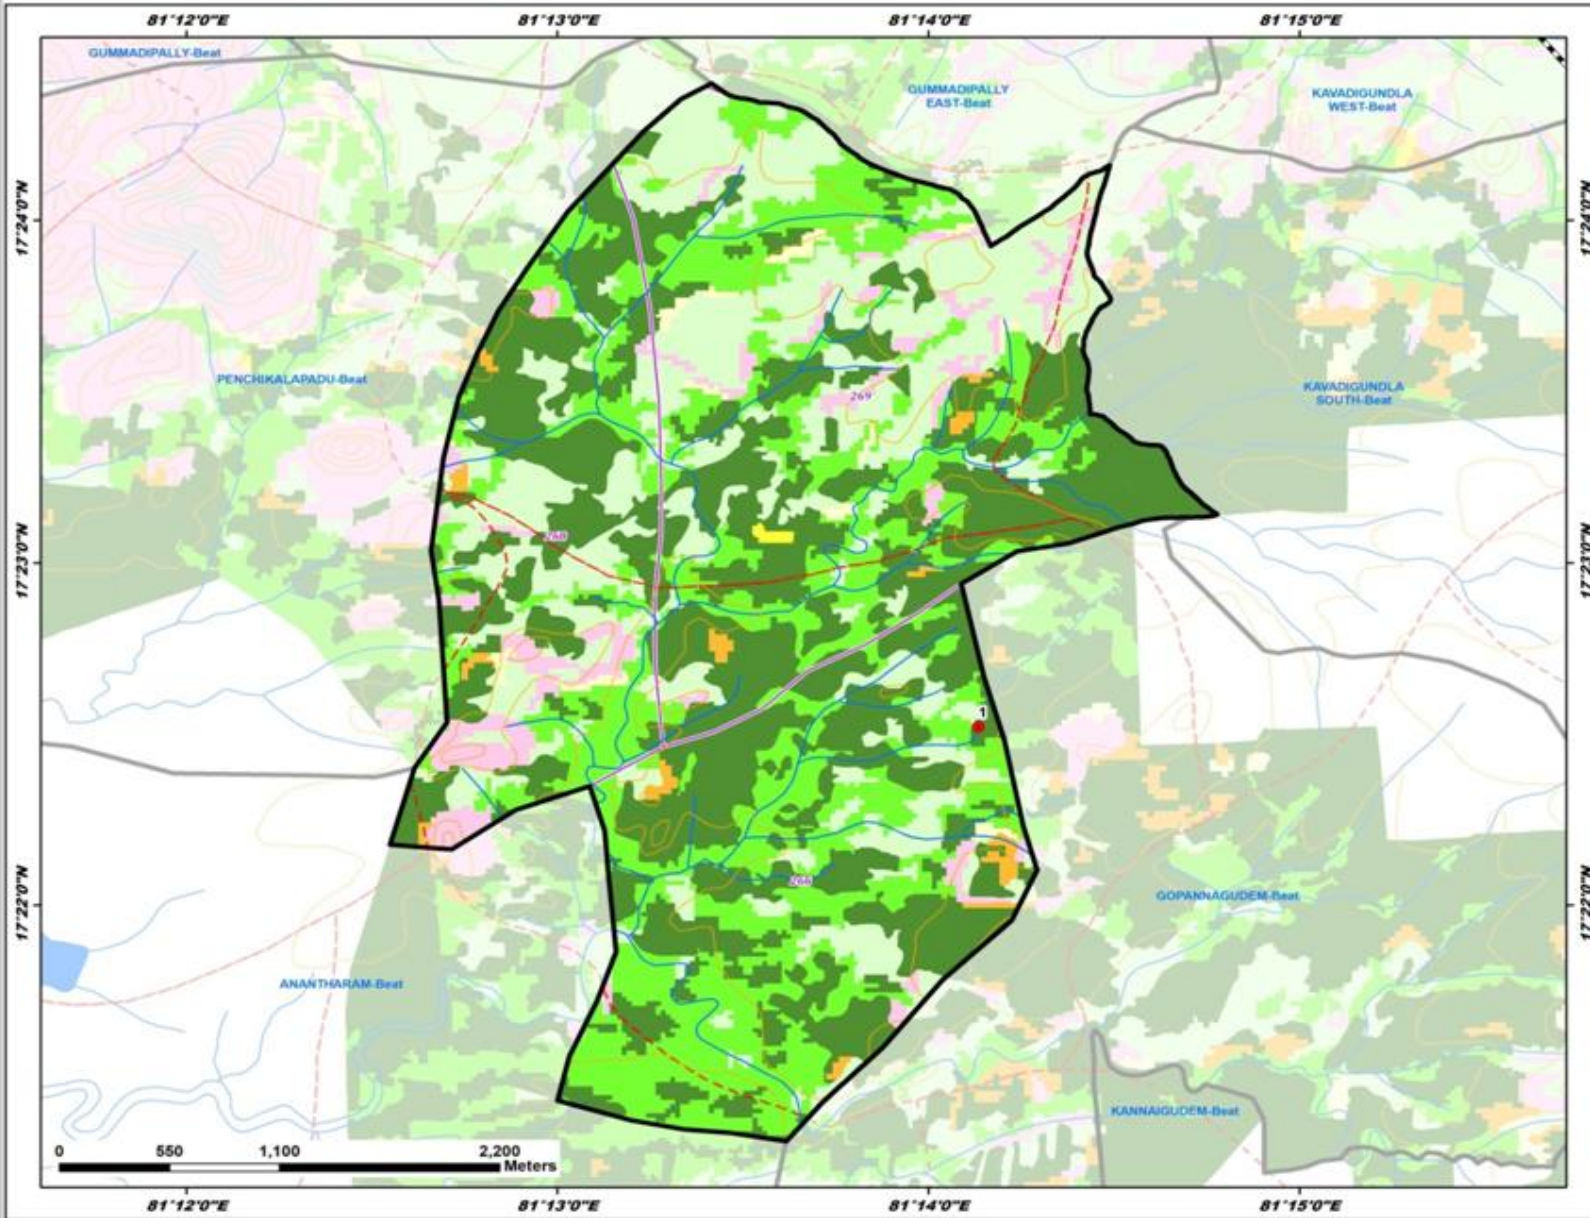 81°12'0"E 81°13'0"E 81°14'0"E 81°15'0"E
GUMMADIPALLY-Beat
GUMMADIPALLY
EAST-Beat
KAVADIGUNDLA
WEST-Beat
17°24'0"N 17°24'0"N
PENCHIKALAPADU-Beat
KAVADIGUNDLA
SOUTH-Beat
269
268
17°23'0"N 17°23'0"N
1
266
GOPANNAGUDEM-Beat
17°22'0"N 17°22'0"N
ANANTHARAM-Beat
KANNAIGUDEM-Beat
0 550 1,100 2,200
Meters
81°12'0"E 81°13'0"E 81°14'0"E 81°15'0"E